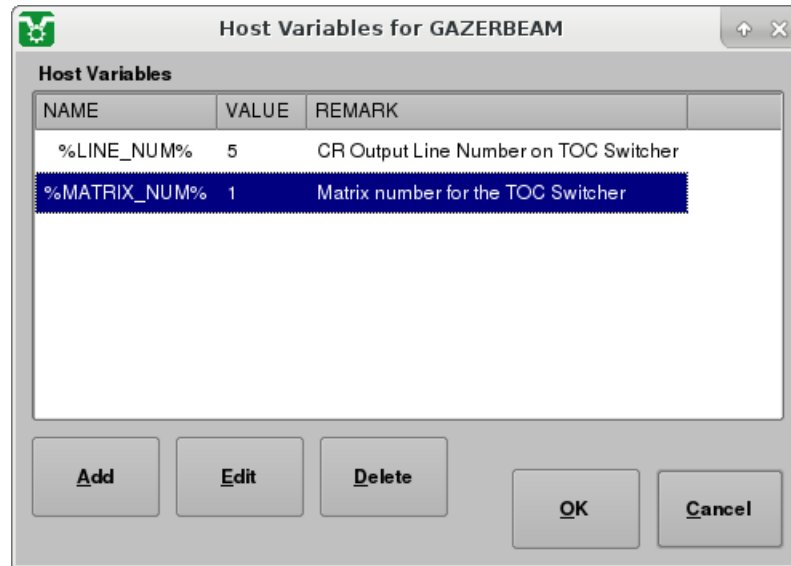 Host Variables for GAZERBEAM
Host Variables
NAME VALUE REMARK
%LINE_NUM% 5 CR Output Line Number on TOC Switcher
%MATRIX_NUM% 1 Matrix number for the TOC Switcher
Add Edit Delete
OK Cancel